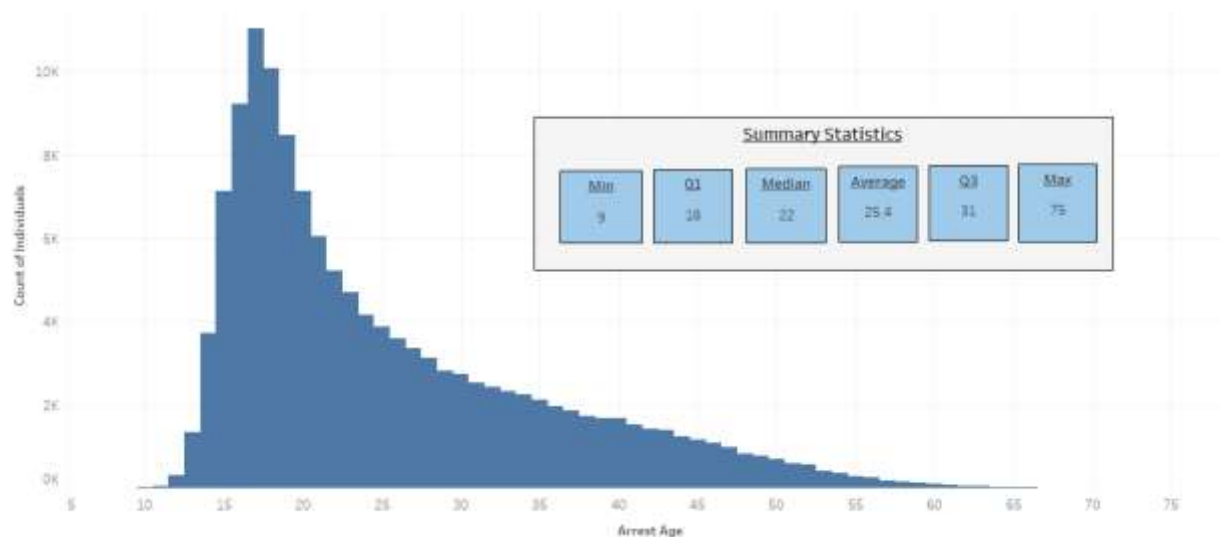 10K
8K
6K
4K
2K
0K
Count of Individuals
Summary Statistics
Min Q1 Median Average Q3 Max
9 18 22 25.4 31 75
5 10 15 20 25 30 35 40 45 50 55 60 65 70 75
Arrest Age